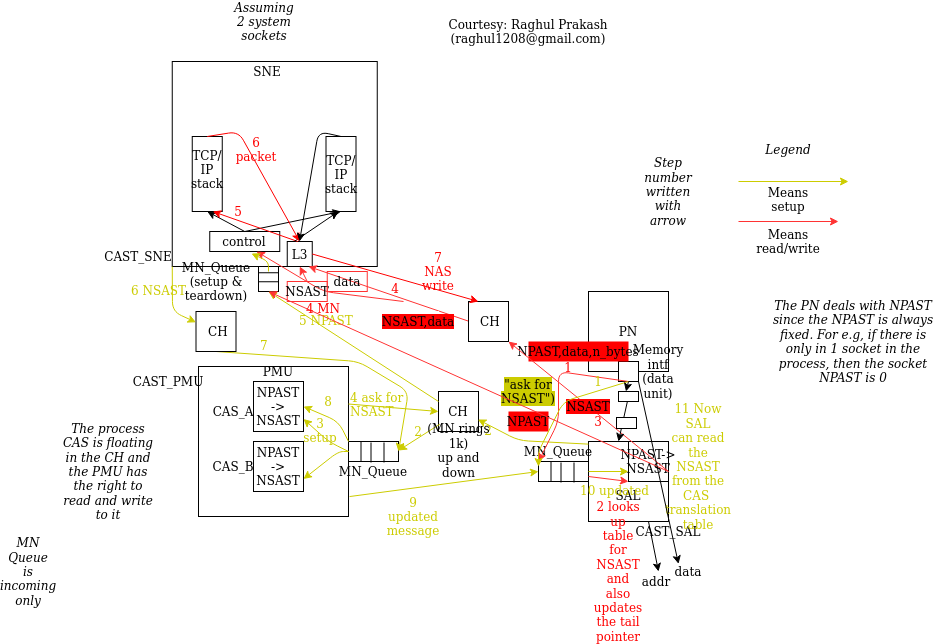 Assuming
2 system
sockets
Courtesy: Raghul Prakash
(raghul1208@gmail.com)
SNE
TCP/
IP
stack
6
packet
TCP/
IP
stack
5
control
L3
CAST_SNE
MN_Queue
(setup &
teardown)
NSAST
data
4
7
NAS
write
6 NSAST
4 MN
5 NPAST
NSAST,data
CH
CH
7
Step
number
written
with
arrow
Legend
Means
setup
Means
read/write
The PN deals with NPAST
since the NPAST is always
fixed. For e.g, if there is
only in 1 socket in the
process, then the socket
NPAST is 0
PN
NPAST,data,n_bytes
Memory
intf
(data
unit)
1
1
"ask for
NSAST")
NSAST
NPAST
3
2
PMU
CAST_PMU
CAS_A
NPAST
->
NSAST
8
3
setup
4 ask for
NSAST
CAS_B
NPAST
->
NSAST
MN_Queue
2
CH
(MN rings
1k)
up and
down
MN_Queue
NPAST->
NSAST
10 updated
SAL
2 looks
up
table
for
NSAST
and
also
updates
the tail
pointer
CAST_SAL
11 Now
SAL
can read
the
NSAST
from the
CAS
translation
table
addr
data
9
updated
message
The process
CAS is floating
in the CH and
the PMU has
the right to
read and write
to it
MN
Queue
is
incoming
only